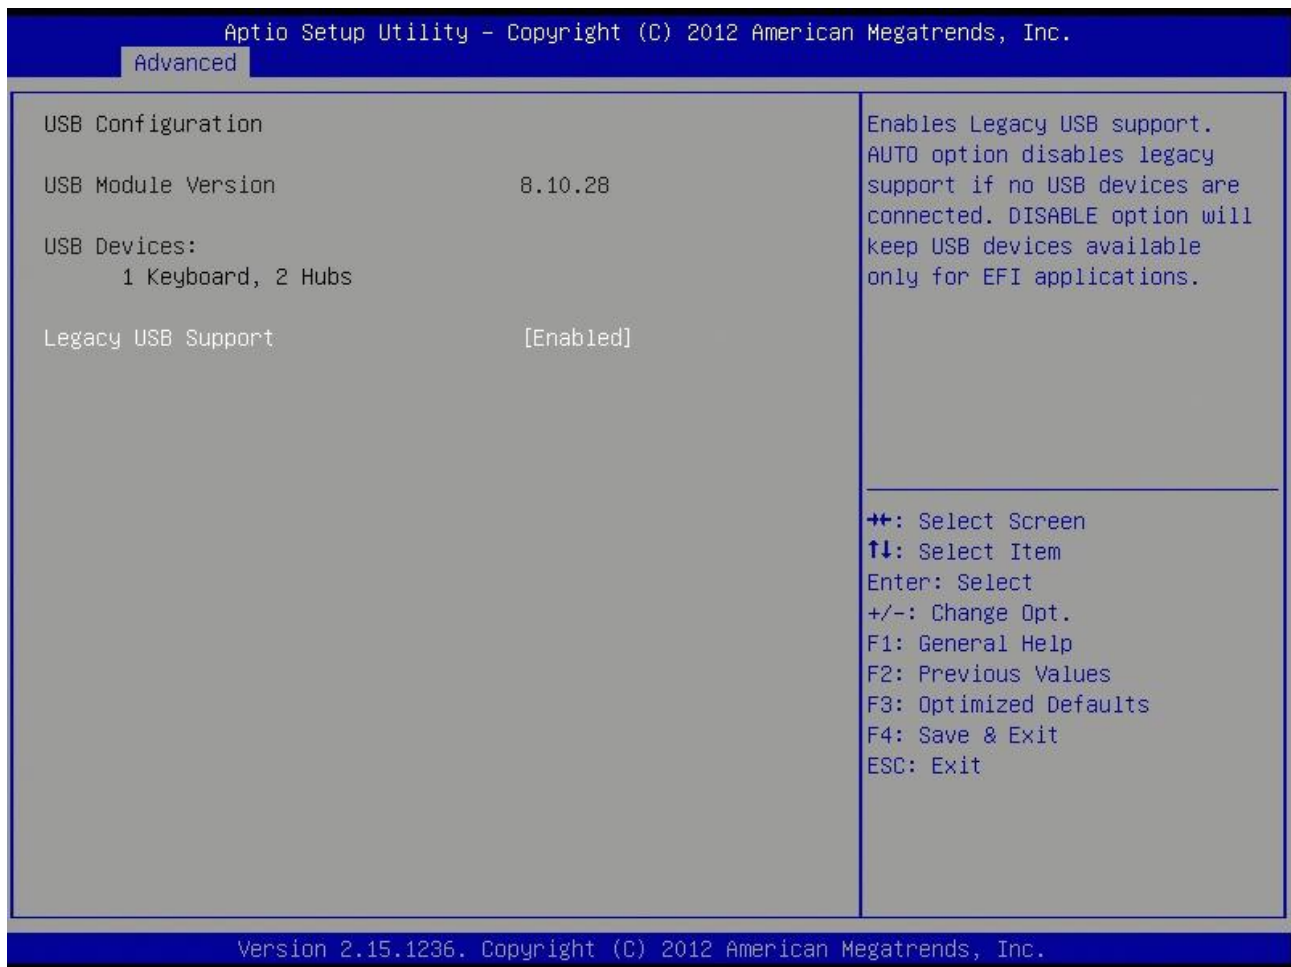 Aptio Setup Utility – Copyright (C) 2012 American Megatrends, Inc.
Advanced
USB Configuration
USB Module Version 8.10.28
USB Devices:
1 Keyboard, 2 Hubs
Legacy USB Support [Enabled]
Enables Legacy USB support.
AUTO option disables legacy
support if no USB devices are
connected. DISABLE option will
keep USB devices available
only for EFI applications.
→←: Select Screen
↑↓: Select Item
Enter: Select
+/-: Change Opt.
F1: General Help
F2: Previous Values
F3: Optimized Defaults
F4: Save & Exit
ESC: Exit
Version 2.15.1236. Copyright (C) 2012 American Megatrends, Inc.